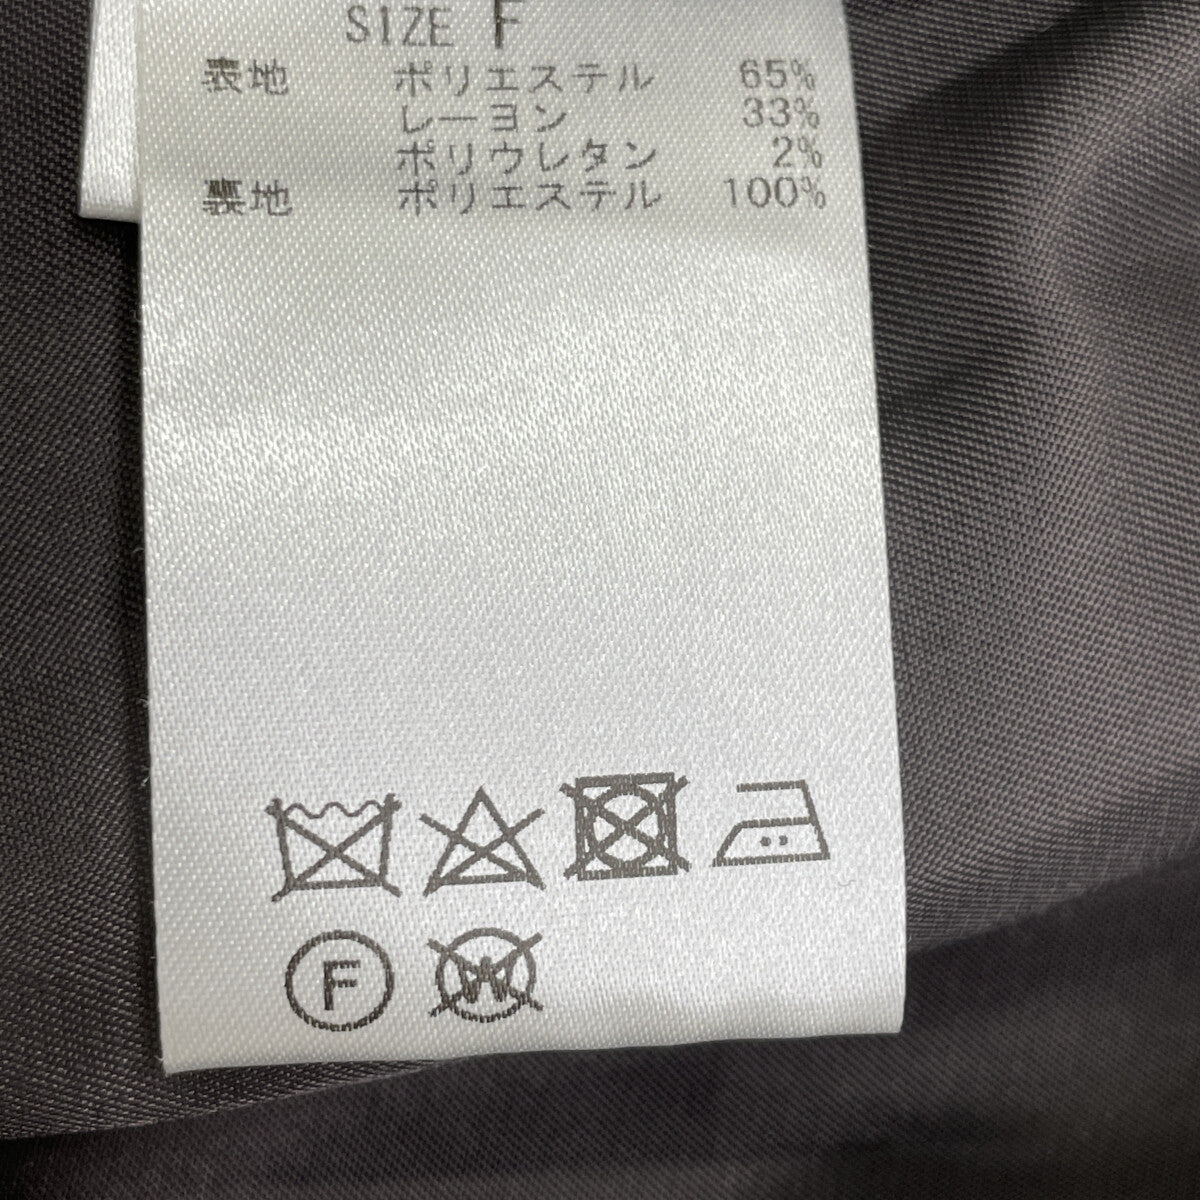 SIZE F
表地 ポリエステル 65%
レーヨン 33%
ポリウレタン 2%
裏地 ポリエステル 100%
F
W